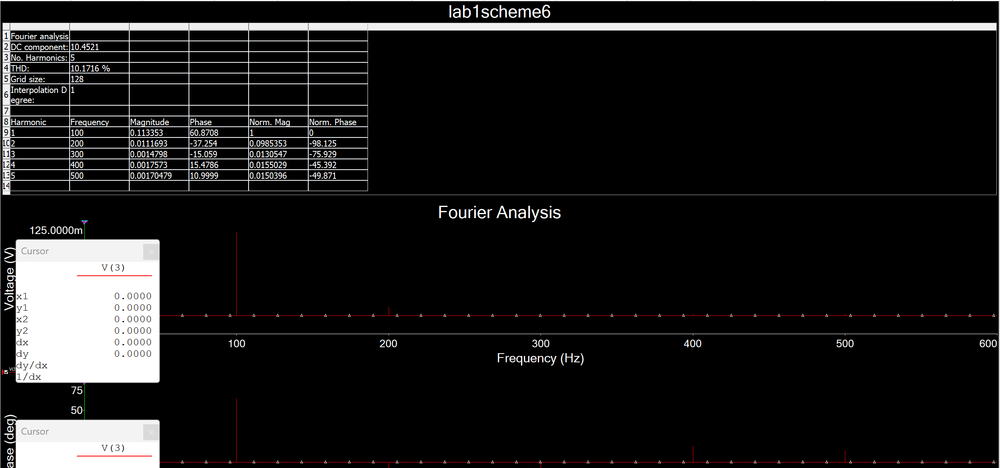 lab1scheme6
1 Fourier analysis
2 DC component: 10.4521
3 No. Harmonics: 5
4 THD: 10.1716 %
5 Grid size: 128
6 Interpolation D 1
egree:
7
8 Harmonic Frequency Magnitude Phase Norm. Mag Norm. Phase
9 1 100 0.113353 60.8708 1 0
10 2 200 0.0111693 -37.254 0.0985353 -98.125
11 3 300 0.0014798 -15.059 0.0130547 -75.929
12 4 400 0.0017573 15.4786 0.0155029 -45.392
13 5 500 0.00170479 10.9999 0.0150396 -49.871
14
Fourier Analysis
125.0000m
Voltage (V)
Cursor
V(3)
x1 0.0000
y1 0.0000
x2 0.0000
y2 0.0000
dx 0.0000
dy 0.0000
dy/dx
1/dx
100 200 300 400 500 600
Frequency (Hz)
V(3
75
50
ase (deg)
Cursor
V(3)